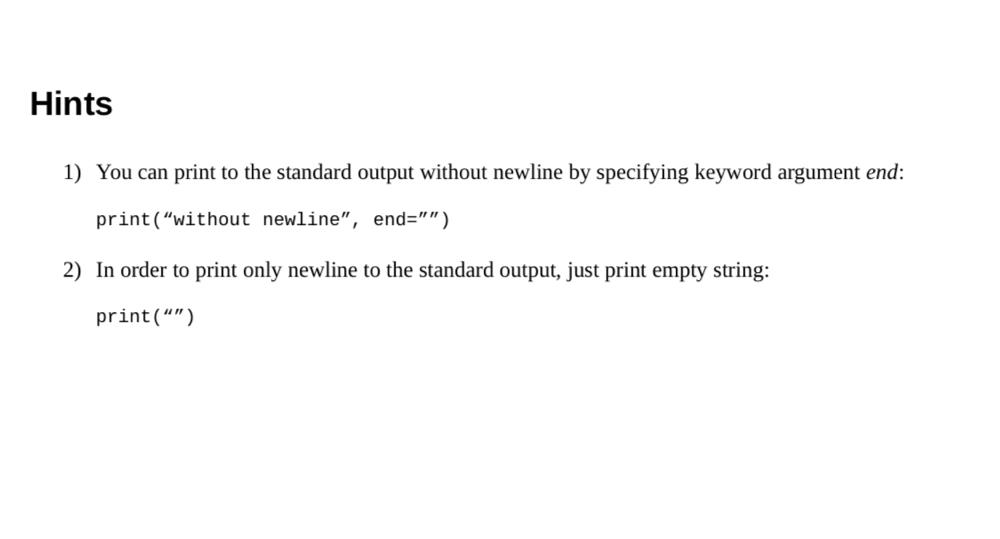 Hints
1) You can print to the standard output without newline by specifying keyword argument end:
print(“without newline”, end=””)
2) In order to print only newline to the standard output, just print empty string:
print(“”)